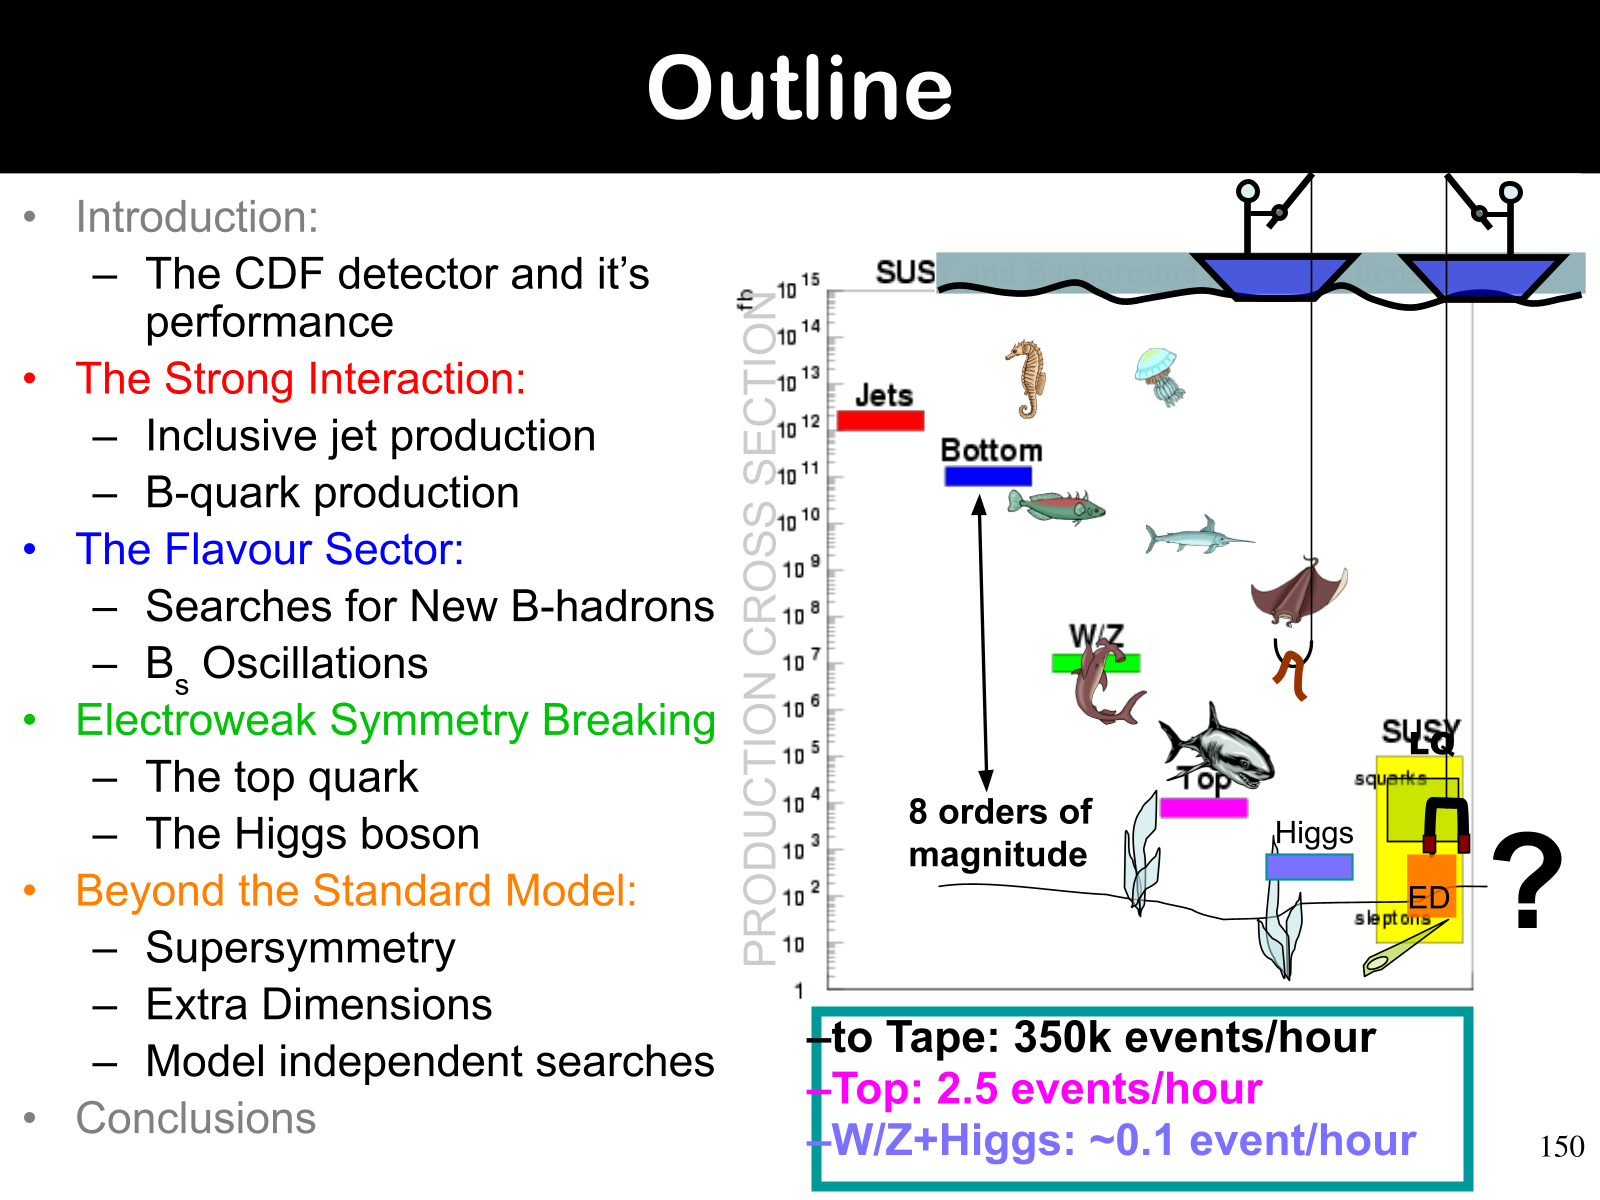 Outline
• Introduction:
– The CDF detector and it's
performance
• The Strong Interaction:
– Inclusive jet production
– B-quark production
• The Flavour Sector:
– Searches for New B-hadrons
– Bs Oscillations
• Electroweak Symmetry Breaking
– The top quark
– The Higgs boson
• Beyond the Standard Model:
– Supersymmetry
– Extra Dimensions
– Model independent searches
• Conclusions
SUSY and Background
fb
PRODUCTION CROSS SECTION
10 15
10 14
10 13
10 12
10 11
10 10
10 9
10 8
10 7
10 6
10 5
10 4
10 3
10 2
10
1
Jets
Bottom
W/Z
Top
8 orders of
magnitude
Higgs
SUSY
LQ
squarks
ED
sleptons
?
–to Tape: 350k events/hour
–Top: 2.5 events/hour
–W/Z+Higgs: ~0.1 event/hour
150